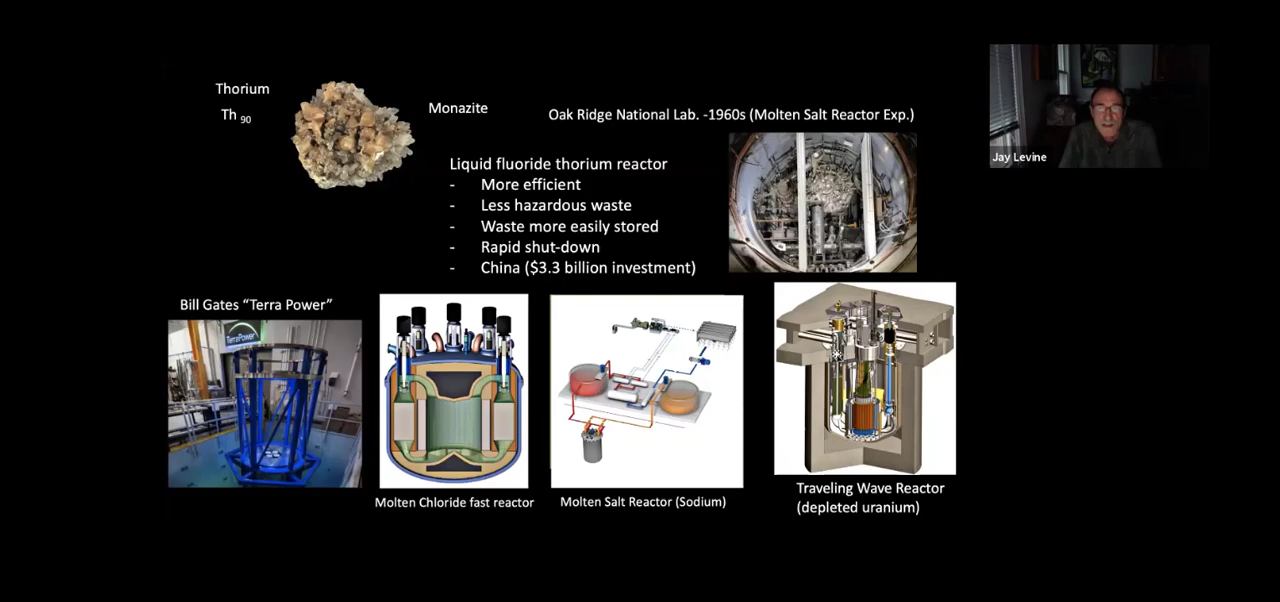 Thorium
Th 90
Monazite
Oak Ridge National Lab. -1960s (Molten Salt Reactor Exp.)
Jay Levine
Liquid fluoride thorium reactor
- More efficient
- Less hazardous waste
- Waste more easily stored
- Rapid shut-down
- China ($3.3 billion investment)
Bill Gates “Terra Power”
TerraPower
Molten Chloride fast reactor
Molten Salt Reactor (Sodium)
Traveling Wave Reactor
(depleted uranium)